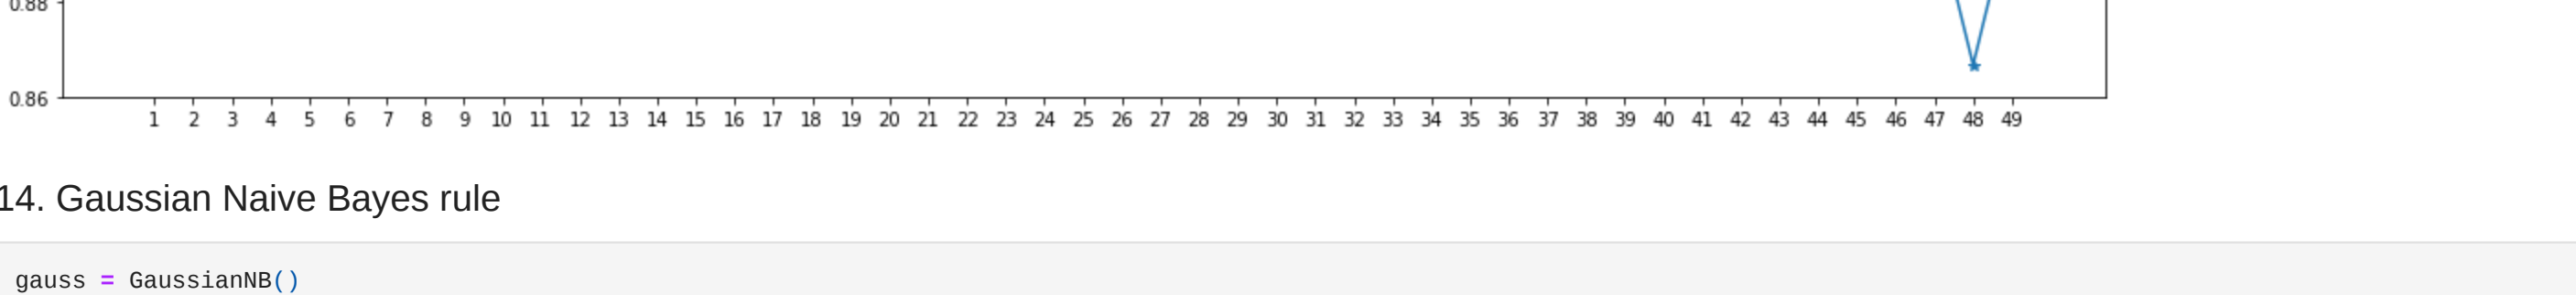 0.88
0.86
1 2 3 4 5 6 7 8 9 10 11 12 13 14 15 16 17 18 19 20 21 22 23 24 25 26 27 28 29 30 31 32 33 34 35 36 37 38 39 40 41 42 43 44 45 46 47 48 49
14. Gaussian Naive Bayes rule
gauss = GaussianNB()